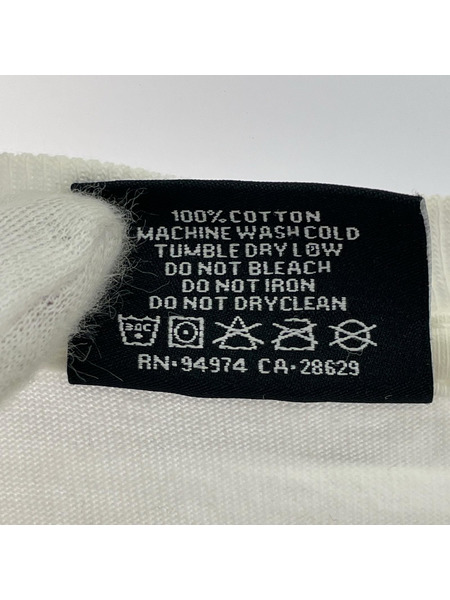 100% COTTON
MACHINE WASH COLD
TUMBLE DRY LOW
DO NOT BLEACH
DO NOT IRON
DO NOT DRYCLEAN
30C
RN•94974 CA•28629